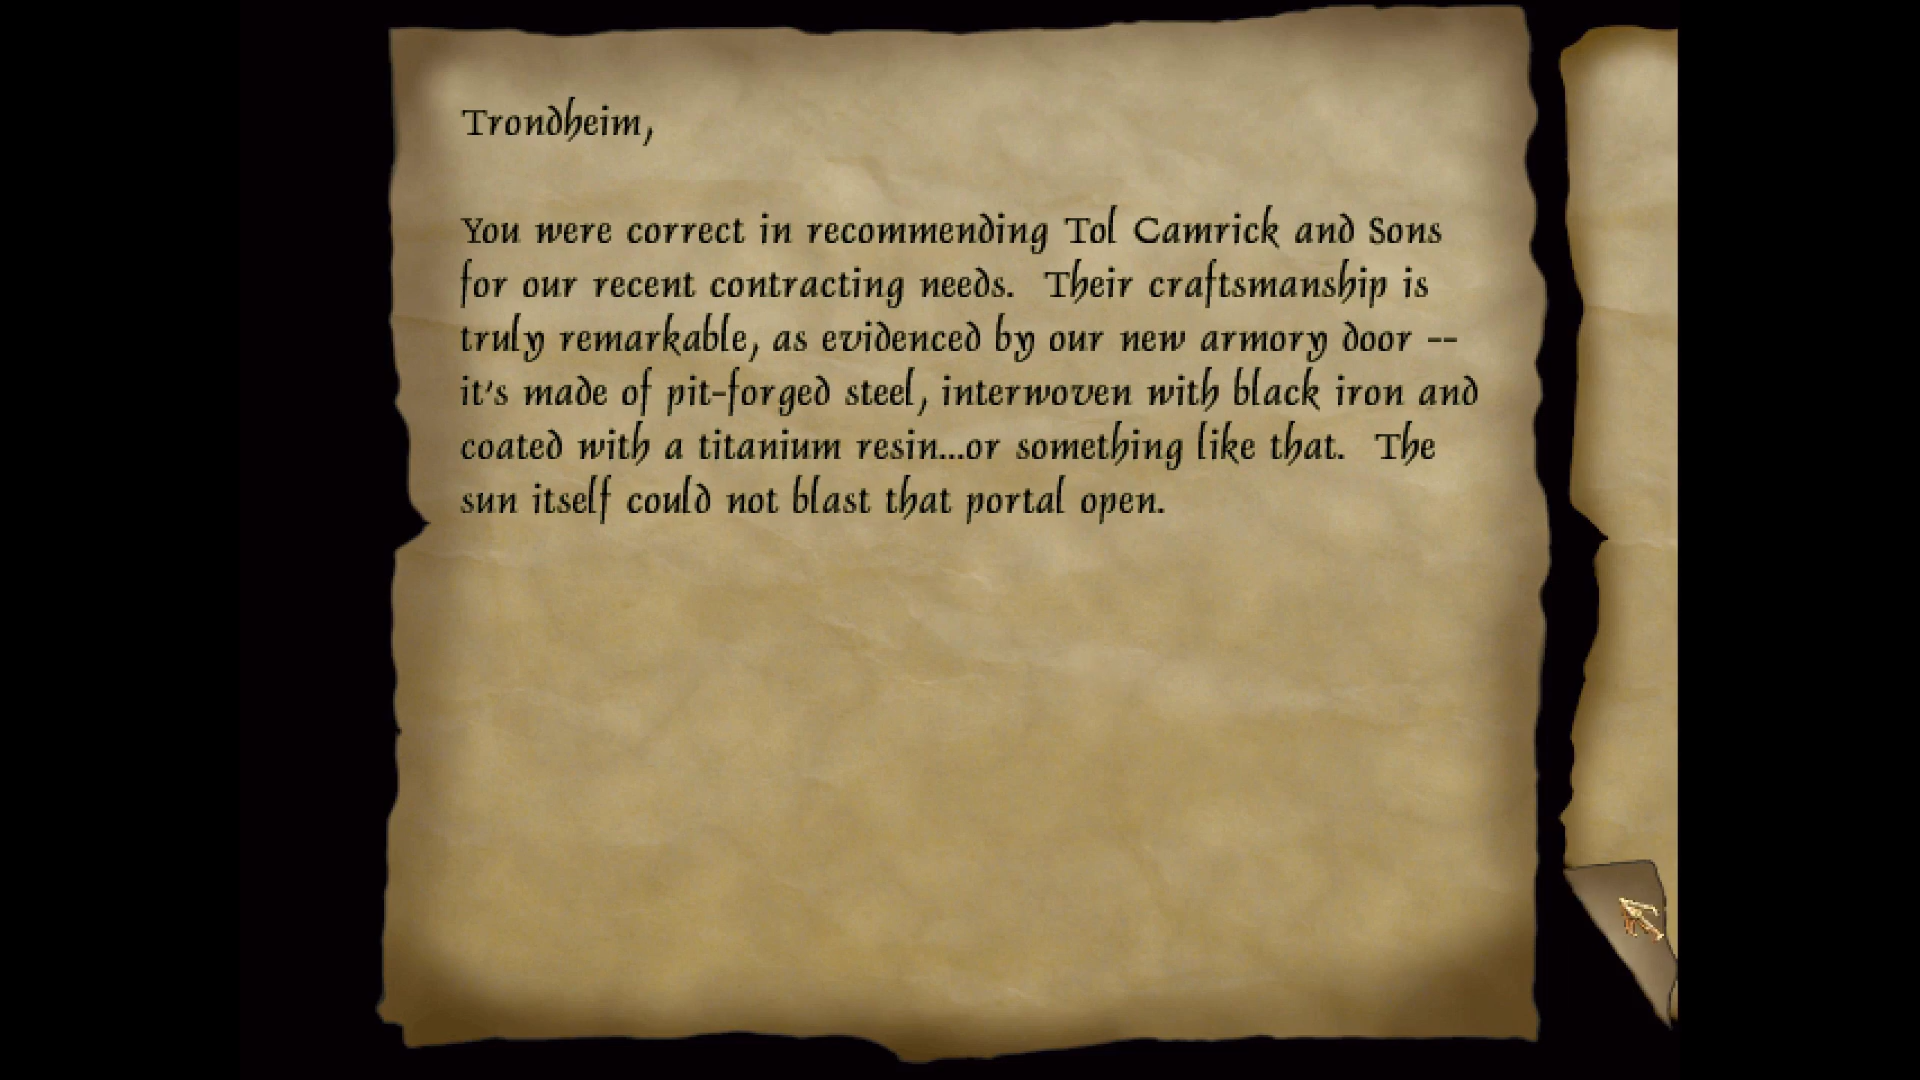 Trondheim,
You were correct in recommending Tol Camrick and Sons
for our recent contracting needs.  Their craftsmanship is
truly remarkable, as evidenced by our new armory door --
it's made of pit-forged steel, interwoven with black iron and
coated with a titanium resin...or something like that.  The
sun itself could not blast that portal open.